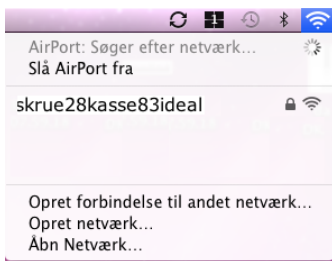 AirPort: Søger efter netværk...
Slå AirPort fra
skrue28kasse83ideal
Opret forbindelse til andet netværk...
Opret netværk...
Åbn Netværk...